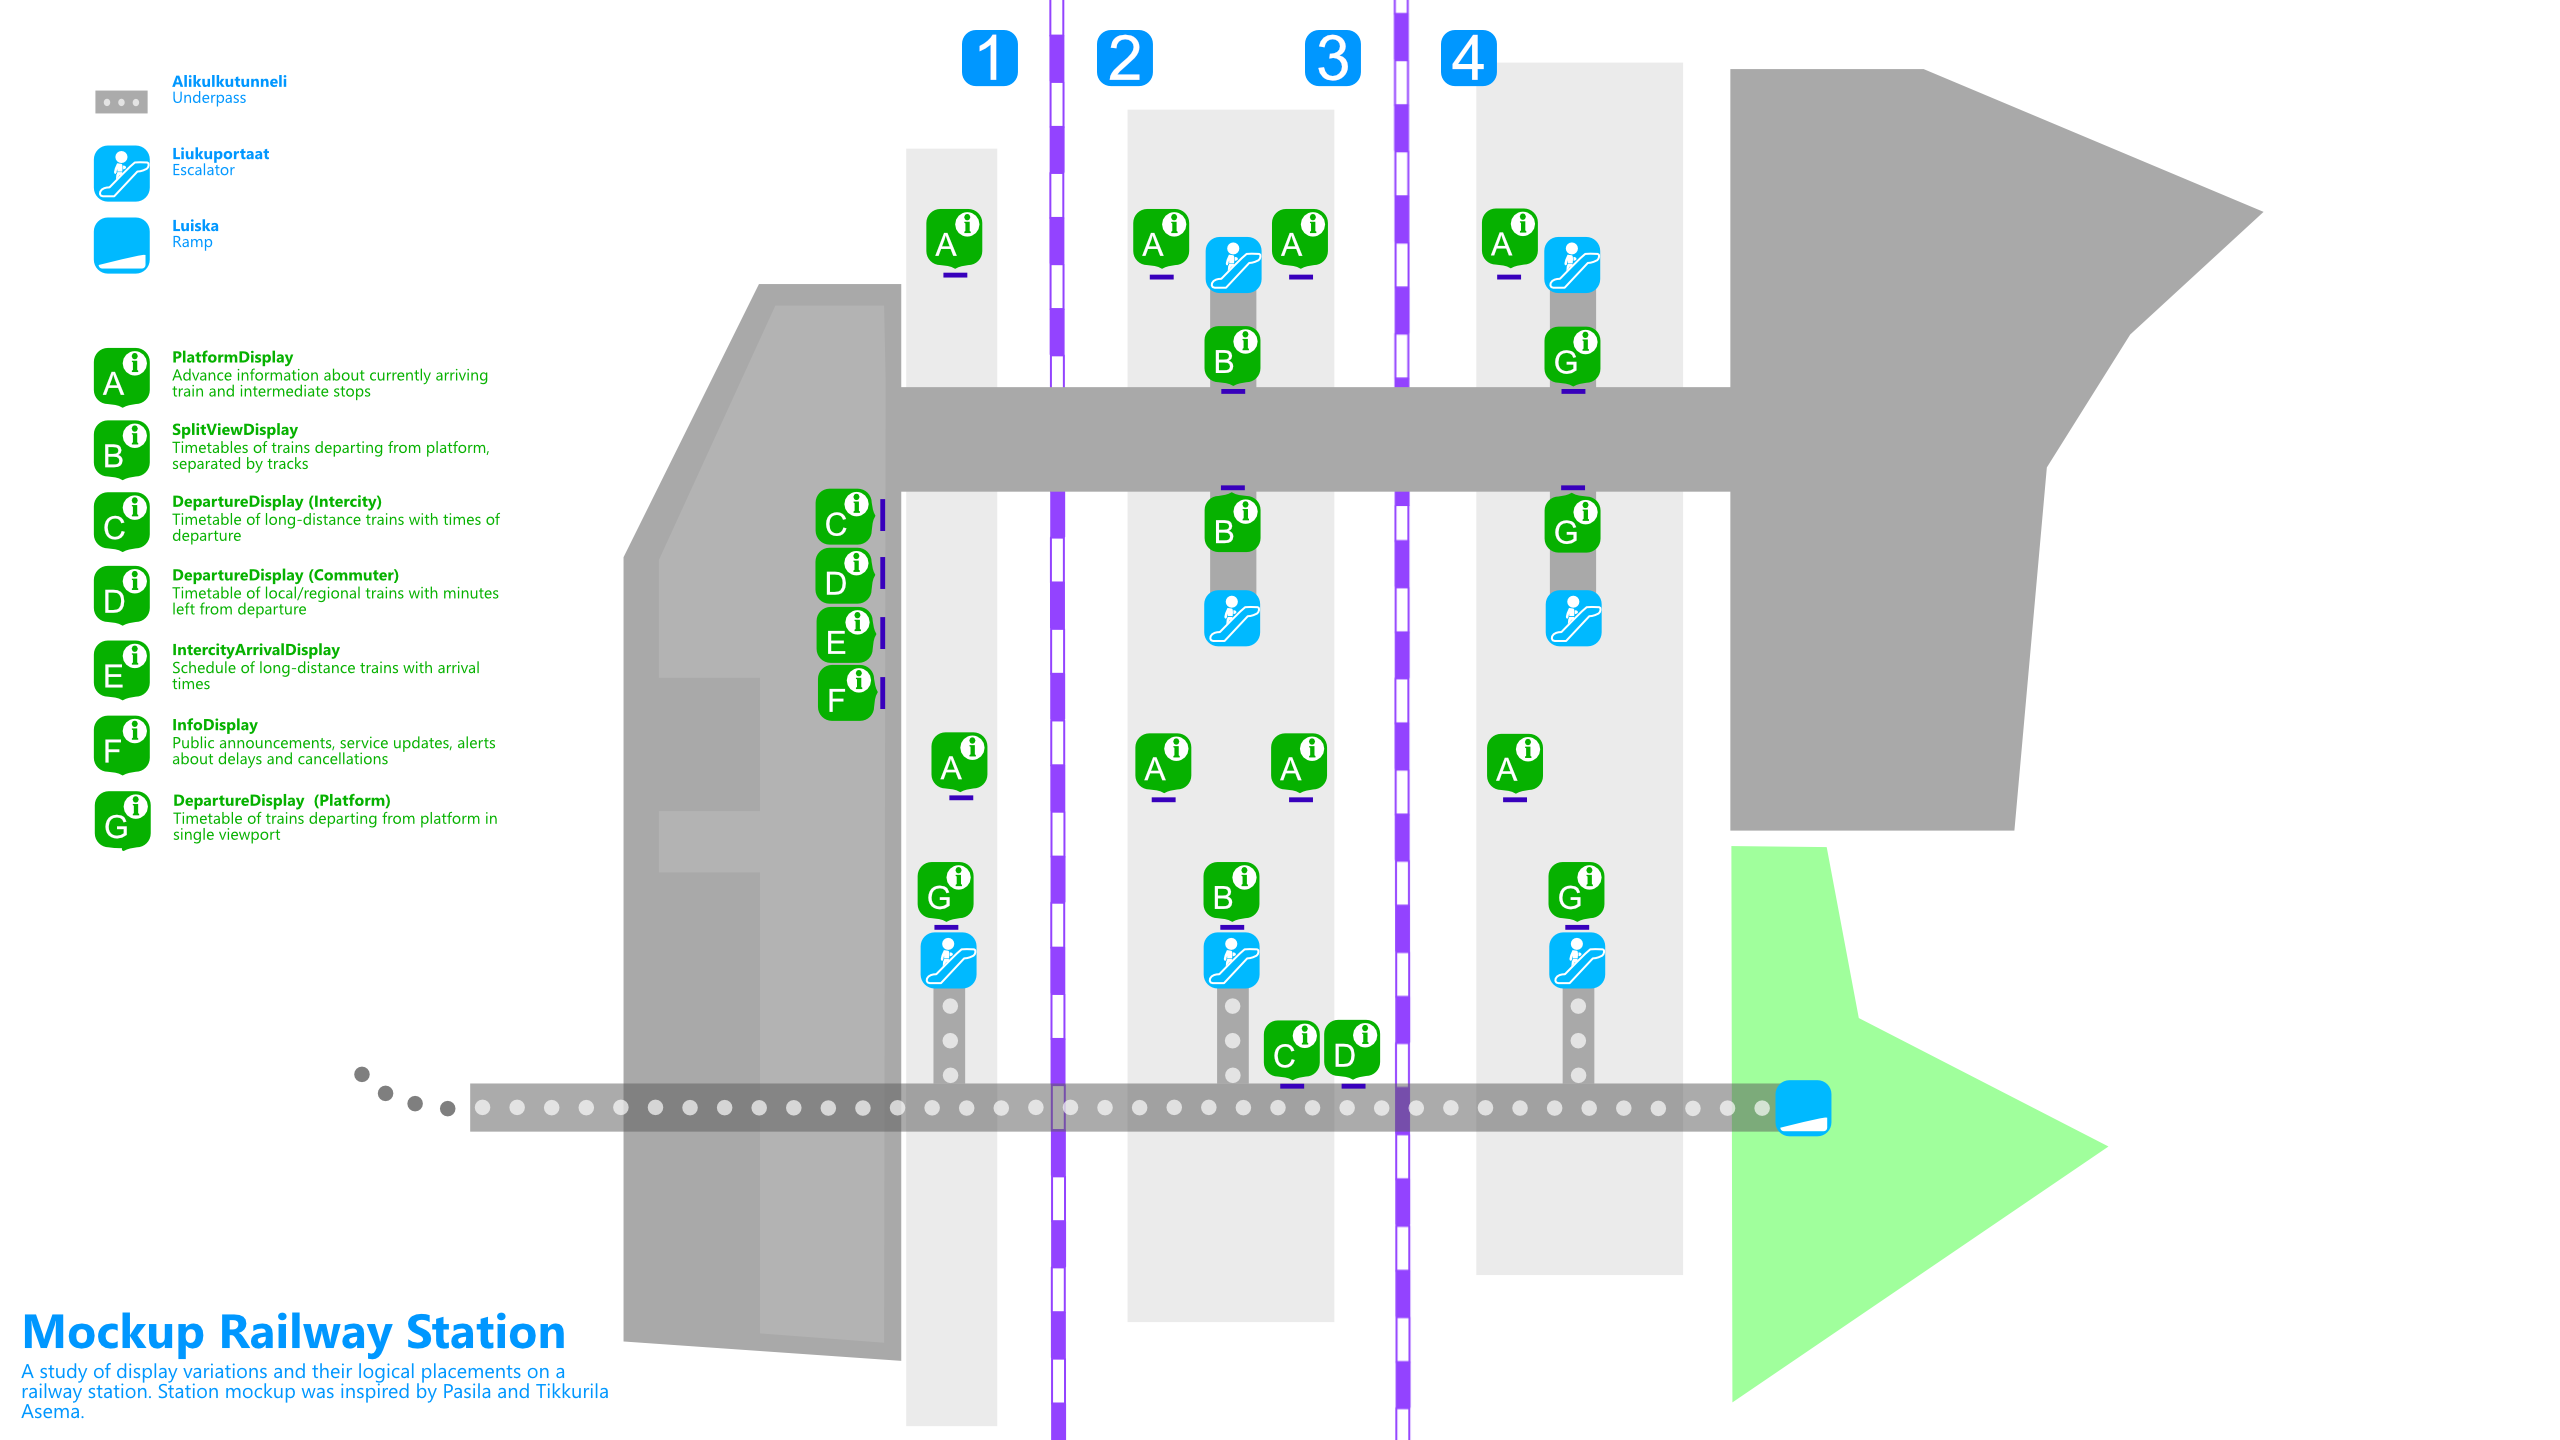 1 2 3 4
Alikulkutunneli
Underpass
Liukuportaat
Escalator
Luiska
Ramp
A i
PlatformDisplay
Advance information about currently arriving
train and intermediate stops
B i
SplitViewDisplay
Timetables of trains departing from platform,
separated by tracks
C i
DepartureDisplay (Intercity)
Timetable of long-distance trains with times of
departure
D i
DepartureDisplay (Commuter)
Timetable of local/regional trains with minutes
left from departure
E i
IntercityArrivalDisplay
Schedule of long-distance trains with arrival
times
F i
InfoDisplay
Public announcements, service updates, alerts
about delays and cancellations
G i
DepartureDisplay (Platform)
Timetable of trains departing from platform in
single viewport
A i A i A i A i
B i G i
C i B i G i
D i
E i
F i
A i A i A i A i
G i B i G i
C i D i
Mockup Railway Station
A study of display variations and their logical placements on a
railway station. Station mockup was inspired by Pasila and Tikkurila
Asema.